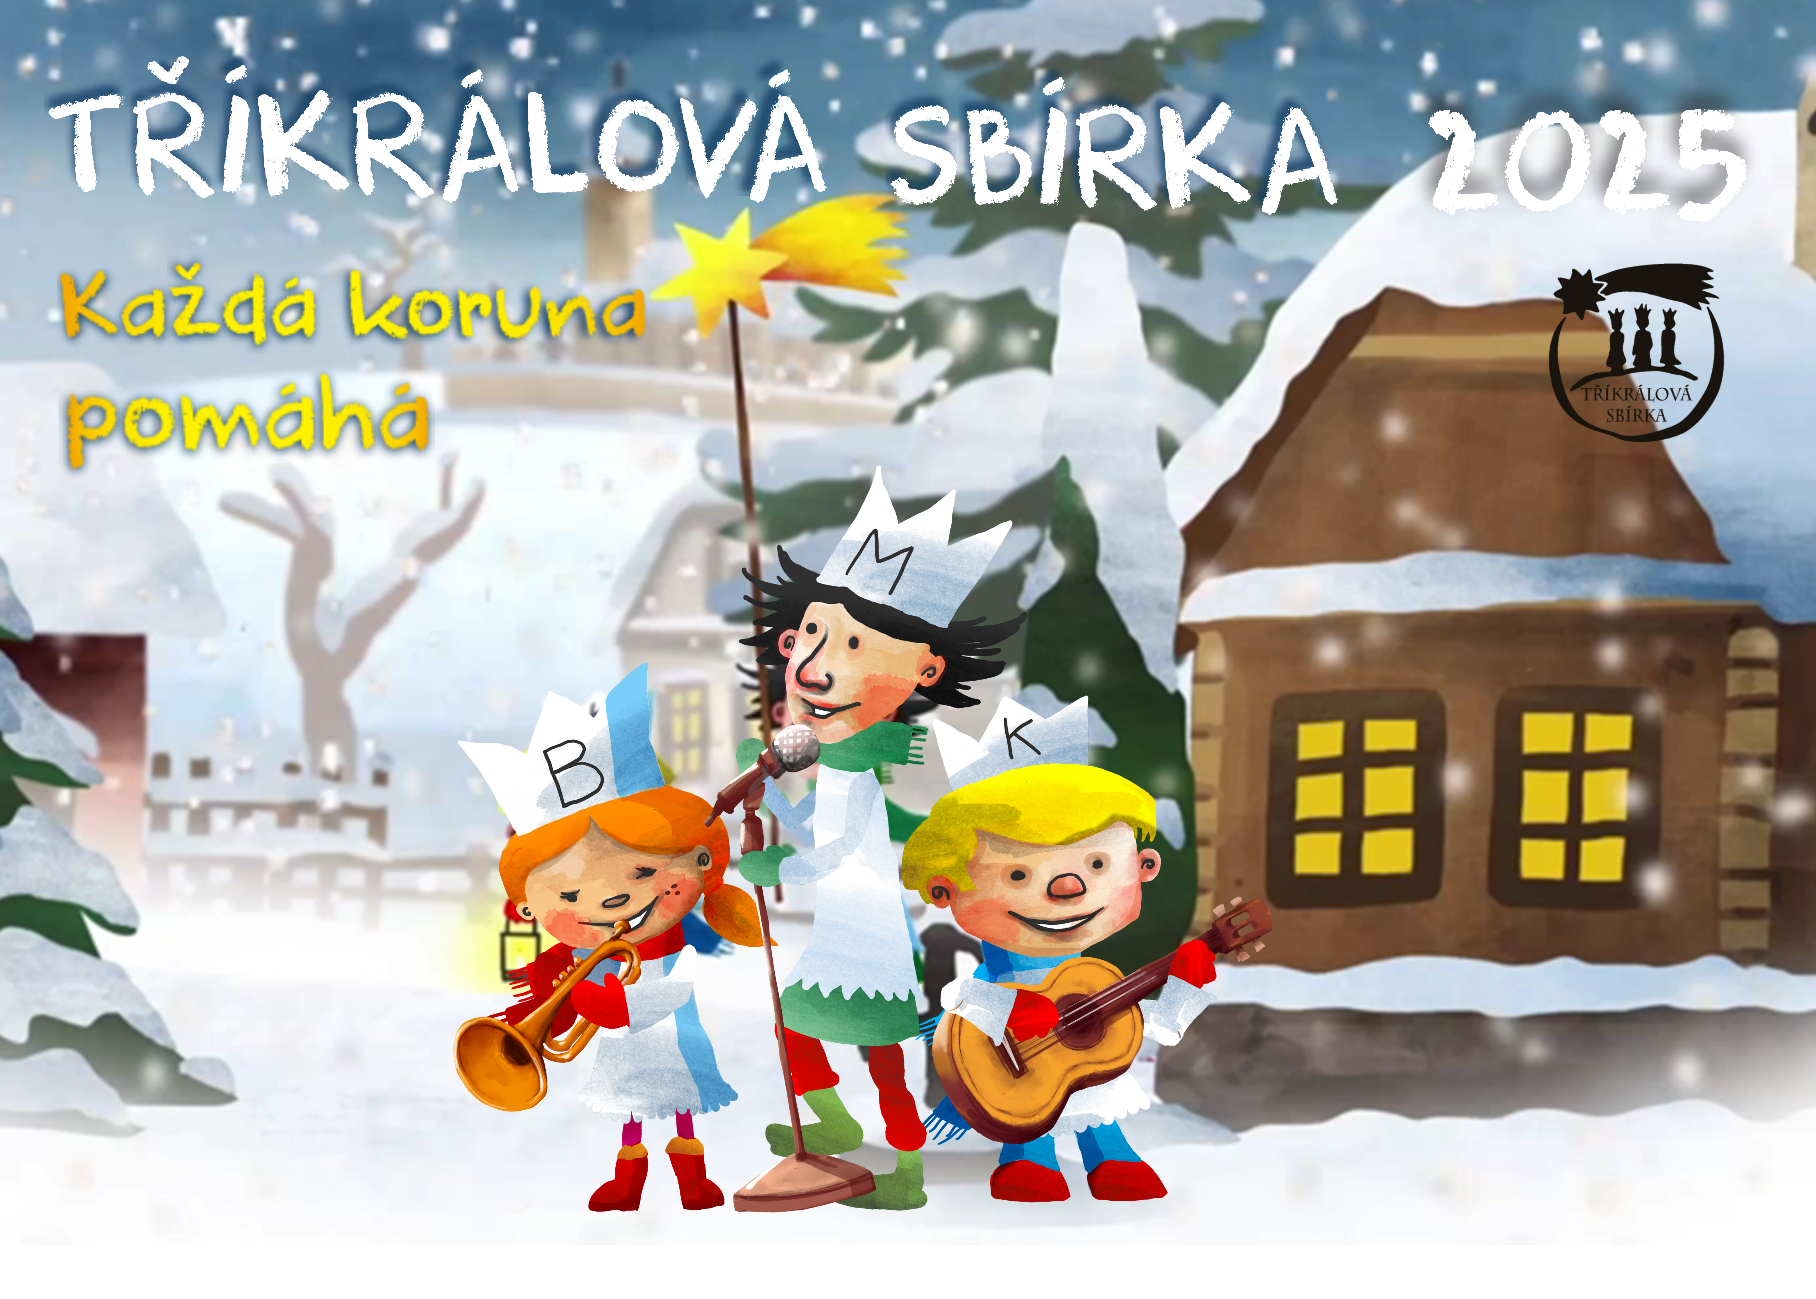 TŘÍKRÁLOVÁ SBÍRKA 2025
Každá koruna
pomáhá
TŘÍKRÁLOVÁ
SBÍRKA
M
K
B